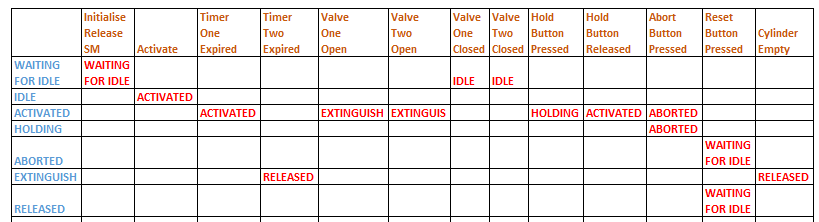 Initialise Release SM Activate Timer One Expired Timer Two Expired Valve One Open Valve Two Open Valve One Closed Valve Two Closed Hold Button Pressed Hold Button Released Abort Button Pressed Reset Button Pressed Cylinder Empty
WAITING FOR IDLE WAITING FOR IDLE IDLE IDLE
IDLE ACTIVATED
ACTIVATED ACTIVATED EXTINGUISH EXTINGUIS HOLDING ACTIVATED ABORTED
HOLDING ABORTED
ABORTED WAITING FOR IDLE
EXTINGUISH RELEASED RELEASED
RELEASED WAITING FOR IDLE